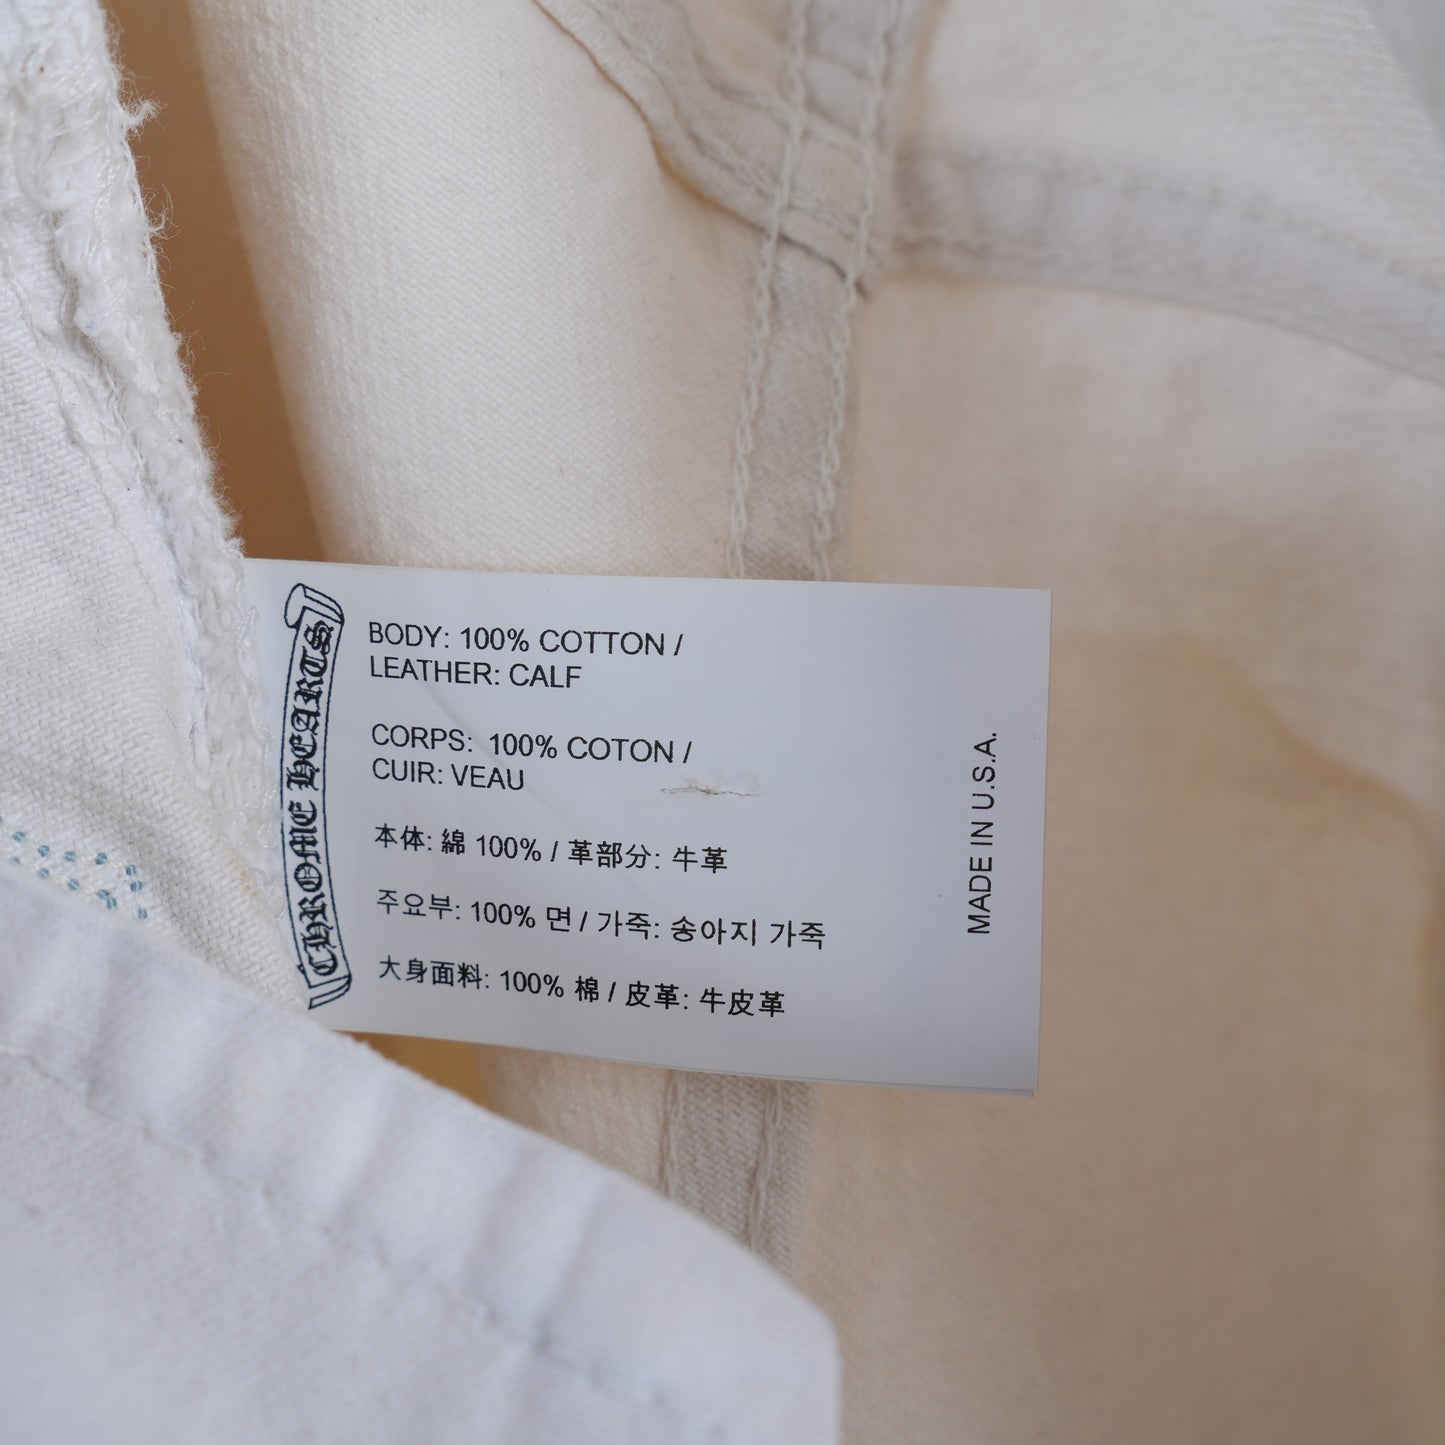 CHROME HEARTS
BODY: 100% COTTON /
LEATHER: CALF
CORPS: 100% COTON /
CUIR: VEAU
本体: 綿 100% / 革部分: 牛革
주요부: 100% 면 / 가죽: 송아지 가죽
大身面料: 100% 棉 / 皮革: 牛皮革
MADE IN U.S.A.